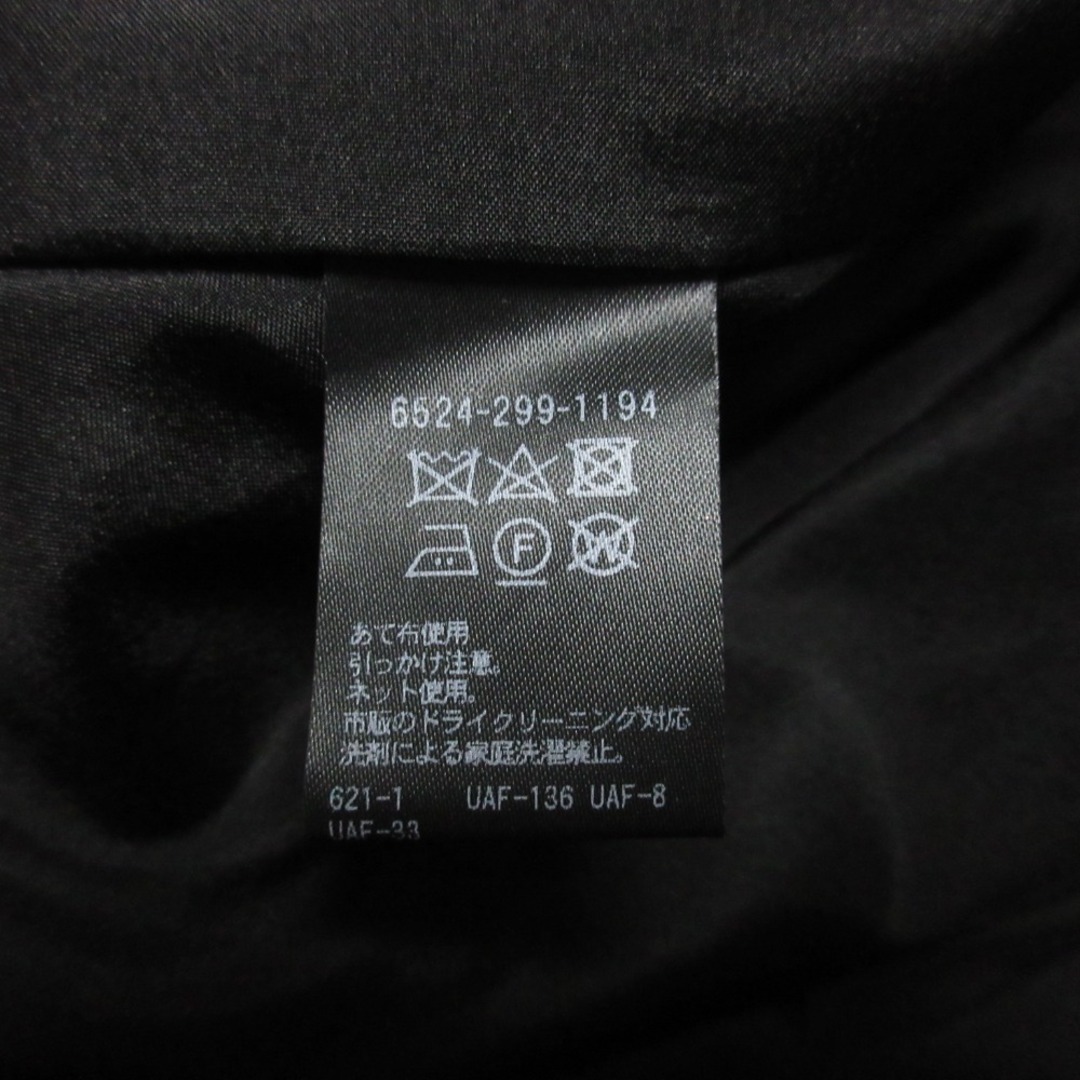 6524-299-1194
F
W
あて布使用
引っかけ注意。
ネット使用。
市販のドライクリーニング対応
洗剤による家庭洗濯禁止。
621-1 UAF-136 UAF-8
UAF-33